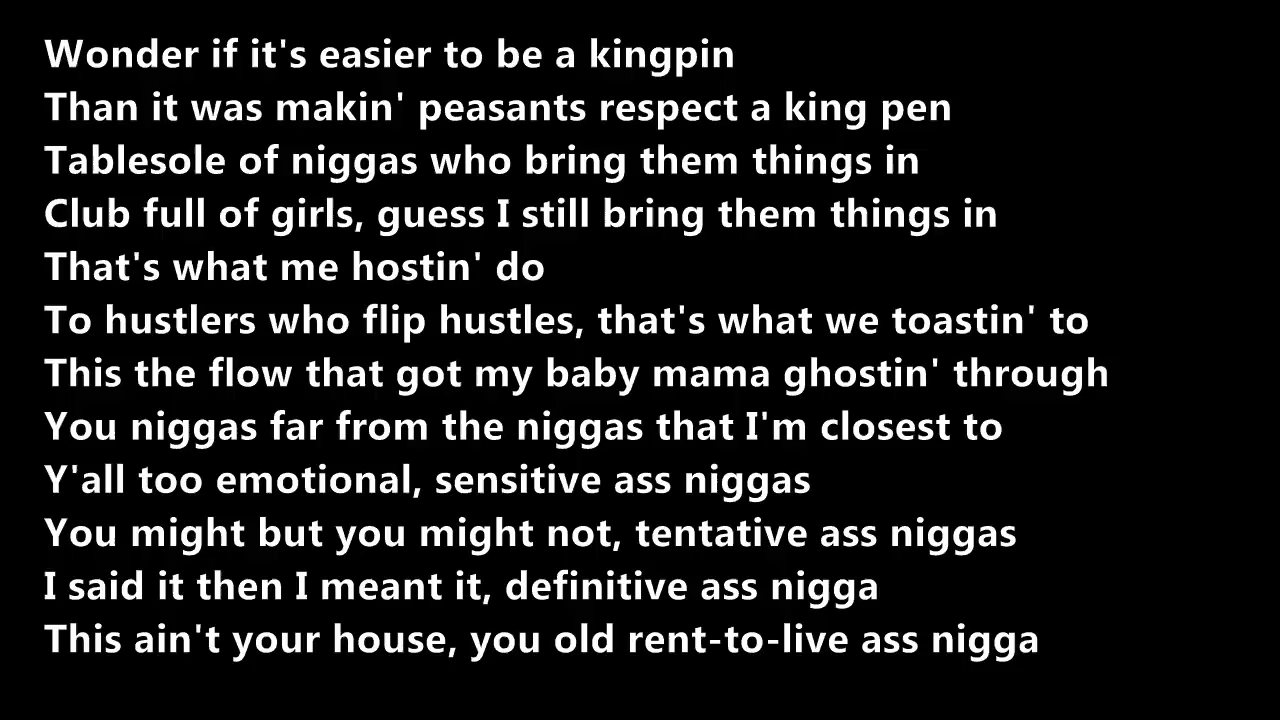 Wonder if it's easier to be a kingpin
Than it was makin' peasants respect a king pen
Tablesole of niggas who bring them things in
Club full of girls, guess I still bring them things in
That's what me hostin' do
To hustlers who flip hustles, that's what we toastin' to
This the flow that got my baby mama ghostin' through
You niggas far from the niggas that I'm closest to
Y'all too emotional, sensitive ass niggas
You might but you might not, tentative ass niggas
I said it then I meant it, definitive ass nigga
This ain't your house, you old rent-to-live ass nigga